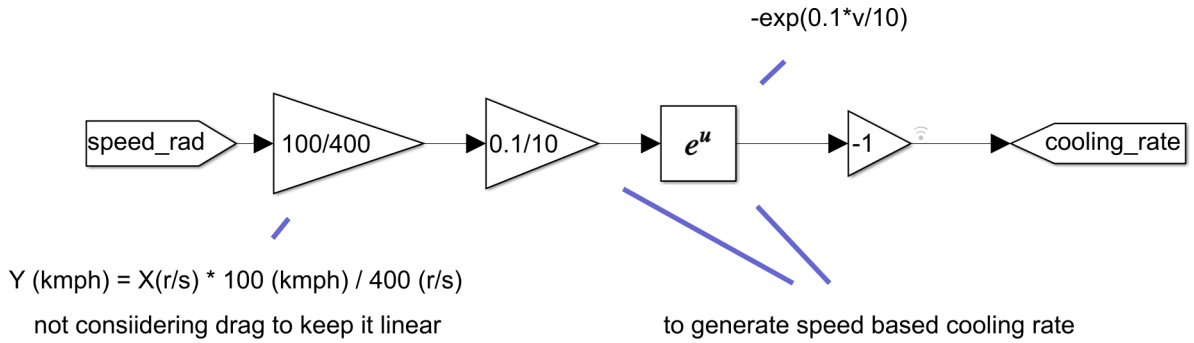 -exp(0.1*v/10)
speed_rad
100/400
0.1/10
e^u
-1
cooling_rate
Y (kmph) = X(r/s) * 100 (kmph) / 400 (r/s)
not consiidering drag to keep it linear
to generate speed based cooling rate